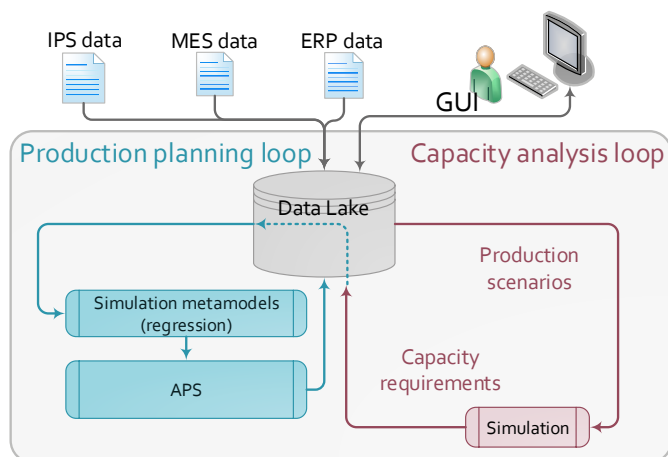 IPS data
MES data
ERP data
GUI
Production planning loop
Capacity analysis loop
Data Lake
Production
scenarios
Simulation metamodels
(regression)
Capacity
requirements
APS
Simulation